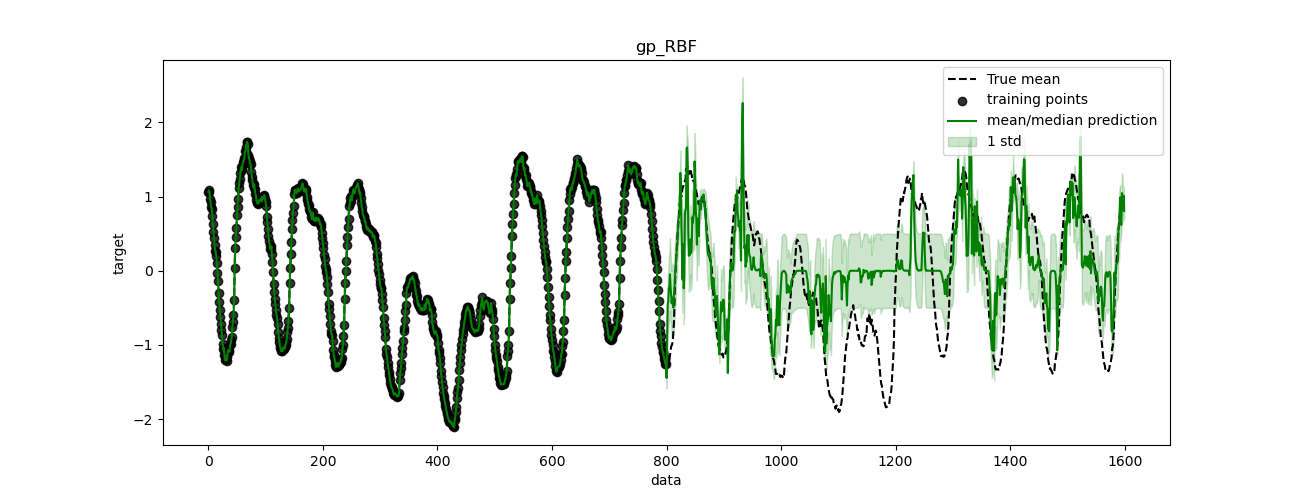 gp_RBF
True mean
training points
mean/median prediction
1 std
target
2
1
0
−1
−2
0 200 400 600 800 1000 1200 1400 1600
data